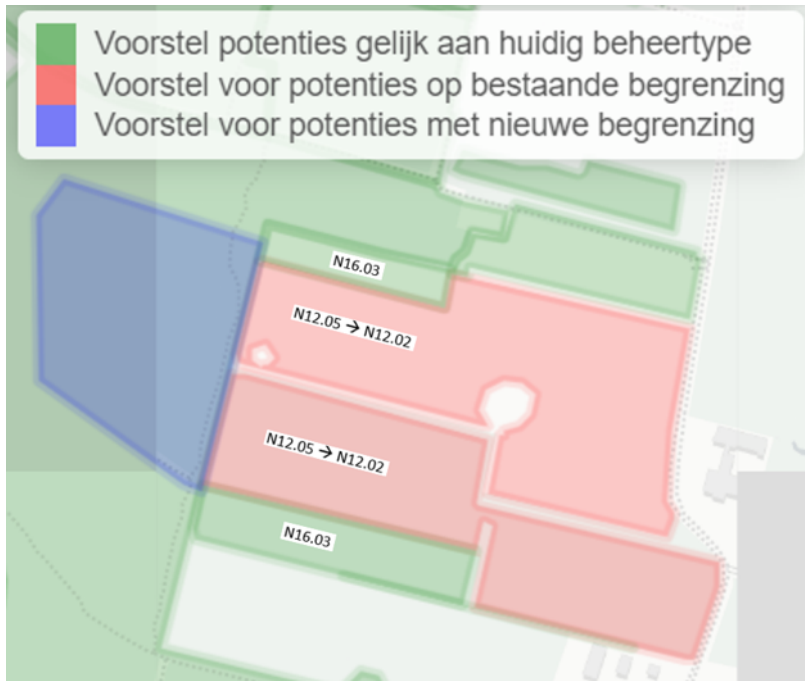 Voorstel potenties gelijk aan huidig beheertype
Voorstel voor potenties op bestaande begrenzing
Voorstel voor potenties met nieuwe begrenzing
N16.03
N12.05 → N12.02
N12.05 → N12.02
N16.03